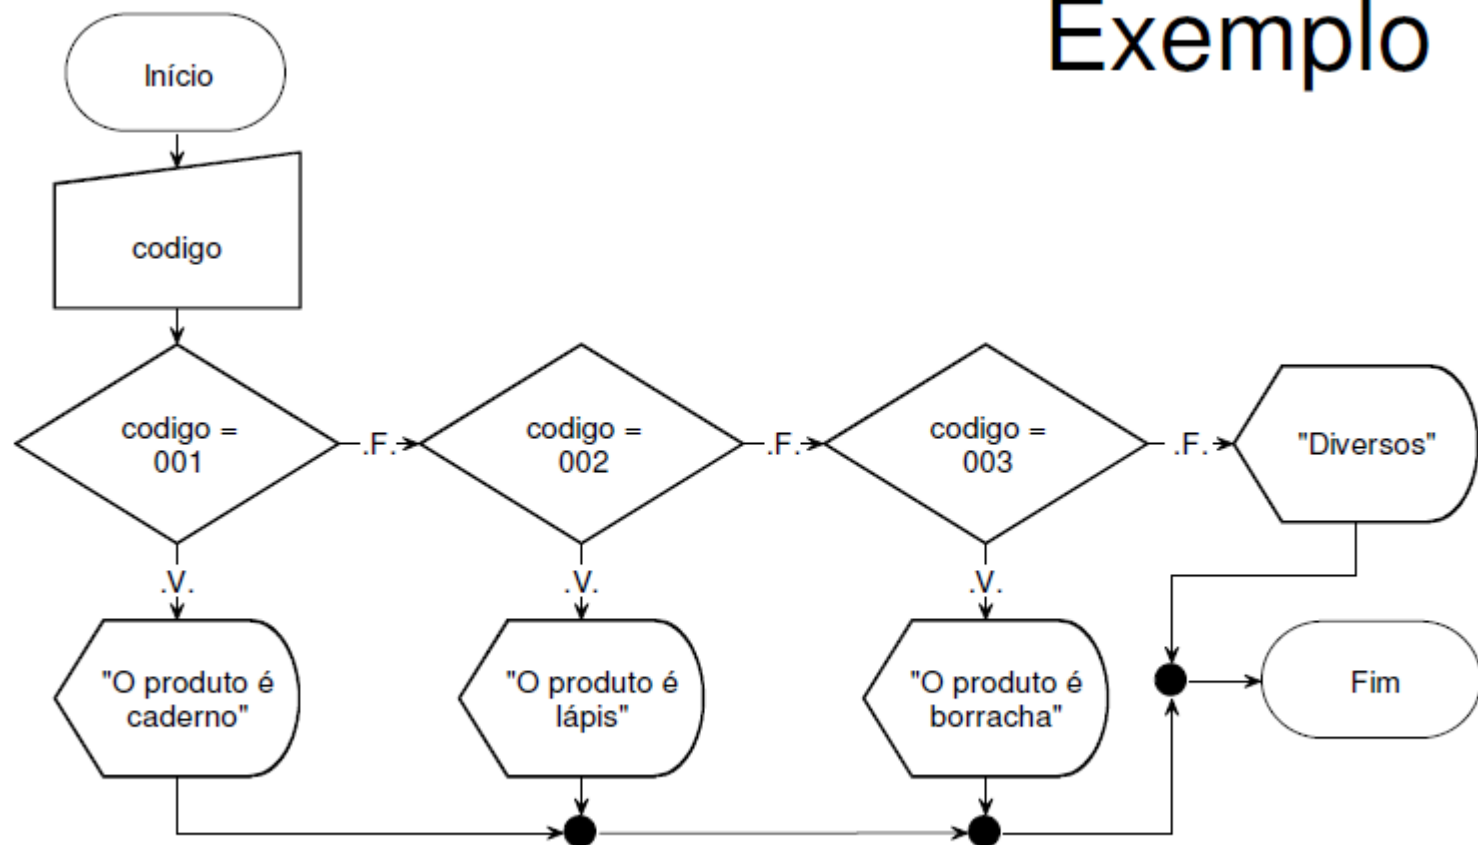 Exemplo
Início
codigo
codigo =
001
.F.
codigo =
002
.F.
codigo =
003
.F.
"Diversos"
.V.
.V.
.V.
"O produto é
caderno"
"O produto é
lápis"
"O produto é
borracha"
Fim